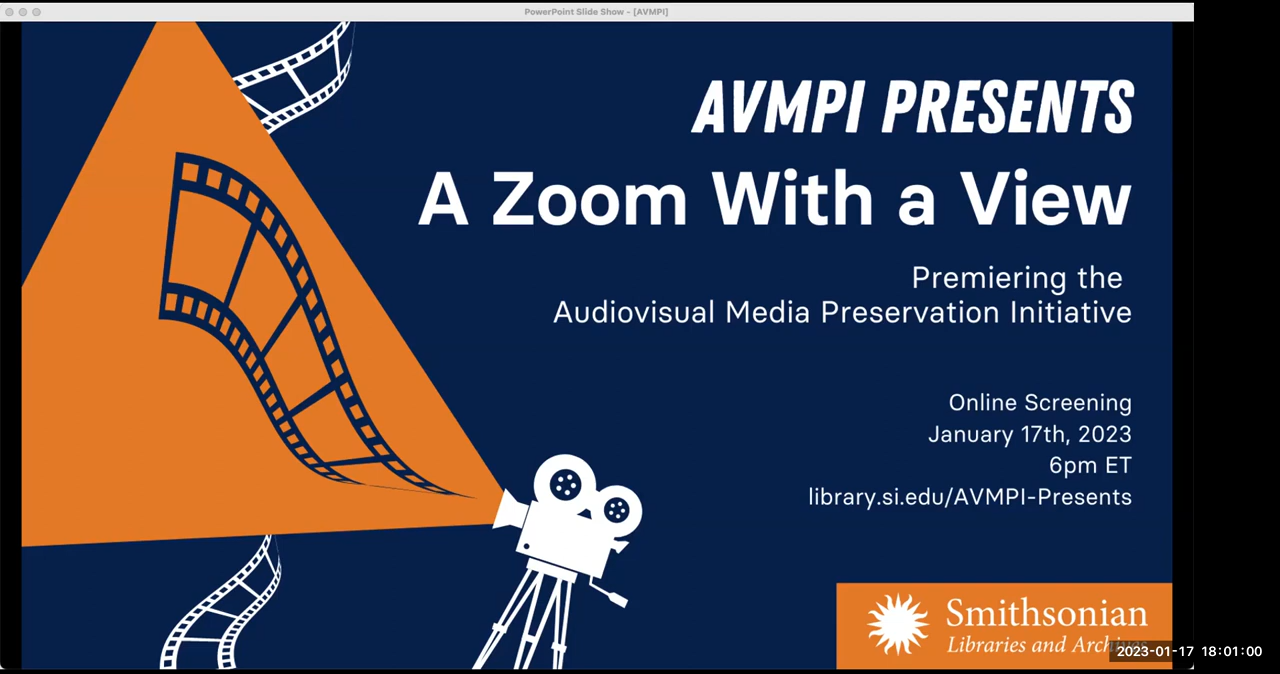 PowerPoint Slide Show - [AVMPI]
AVMPI PRESENTS
A Zoom With a View
Premiering the
Audiovisual Media Preservation Initiative
Online Screening
January 17th, 2023
6pm ET
library.si.edu/AVMPI-Presents
Smithsonian
Libraries and Archives
2023-01-17 18:01:00